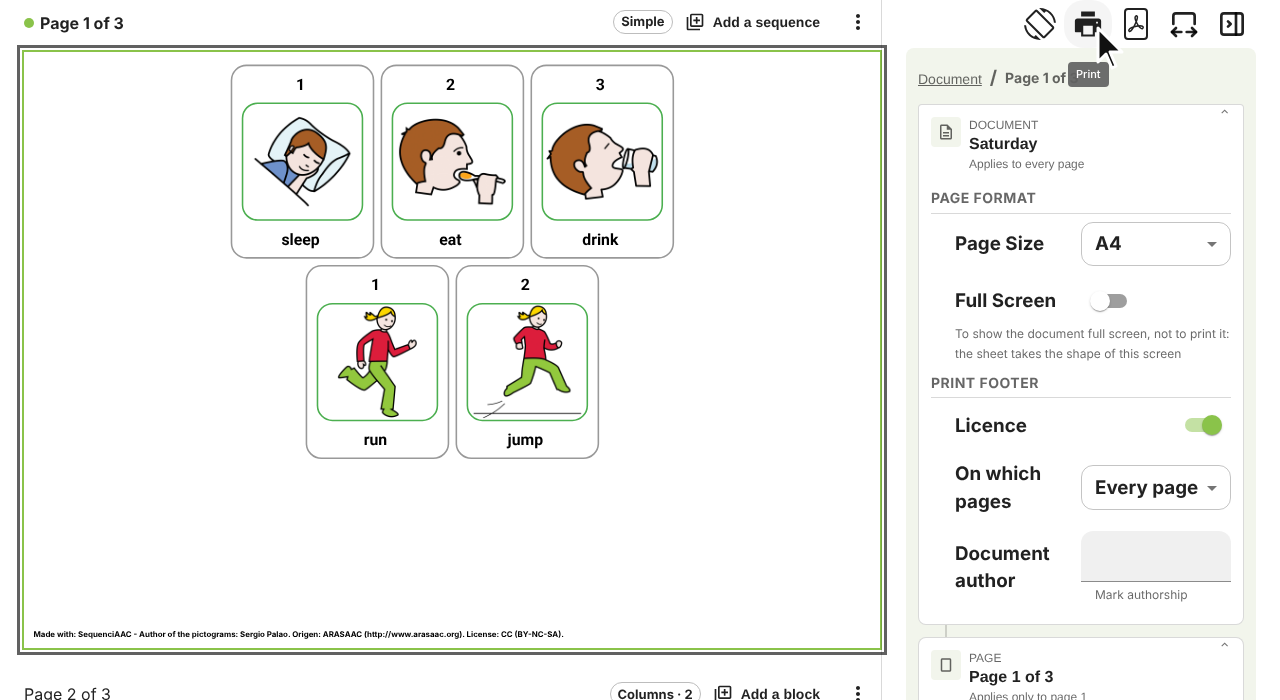 Page 1 of 3
Simple
Add a sequence
1
2
3
sleep
eat
drink
1
2
run
jump
Made with: SequenciAAC - Author of the pictograms: Sergio Palao. Origen: ARASAAC (http://www.arasaac.org). License: CC (BY-NC-SA).
Page 2 of 3
Columns · 2
Add a block
Print
Document / Page 1 of
DOCUMENT
Saturday
Applies to every page
PAGE FORMAT
Page Size
A4
Full Screen
To show the document full screen, not to print it:
the sheet takes the shape of this screen
PRINT FOOTER
Licence
On which
pages
Every page
Document
author
Mark authorship
PAGE
Page 1 of 3
Applies only to page 1